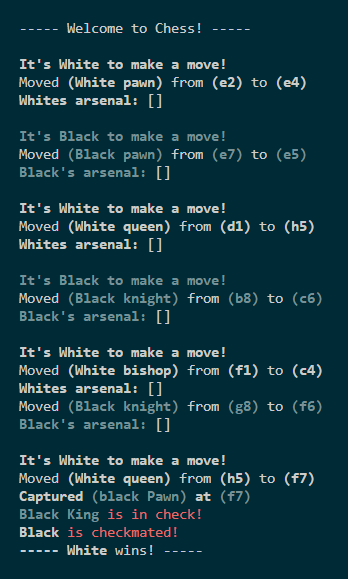 ----- Welcome to Chess! -----
It's White to make a move!
Moved (White pawn) from (e2) to (e4)
Whites arsenal: []
It's Black to make a move!
Moved (Black pawn) from (e7) to (e5)
Black's arsenal: []
It's White to make a move!
Moved (White queen) from (d1) to (h5)
Whites arsenal: []
It's Black to make a move!
Moved (Black knight) from (b8) to (c6)
Black's arsenal: []
It's White to make a move!
Moved (White bishop) from (f1) to (c4)
Whites arsenal: []
Moved (Black knight) from (g8) to (f6)
Black's arsenal: []
It's White to make a move!
Moved (White queen) from (h5) to (f7)
Captured (black Pawn) at (f7)
Black King is in check!
Black is checkmated!
----- White wins! -----